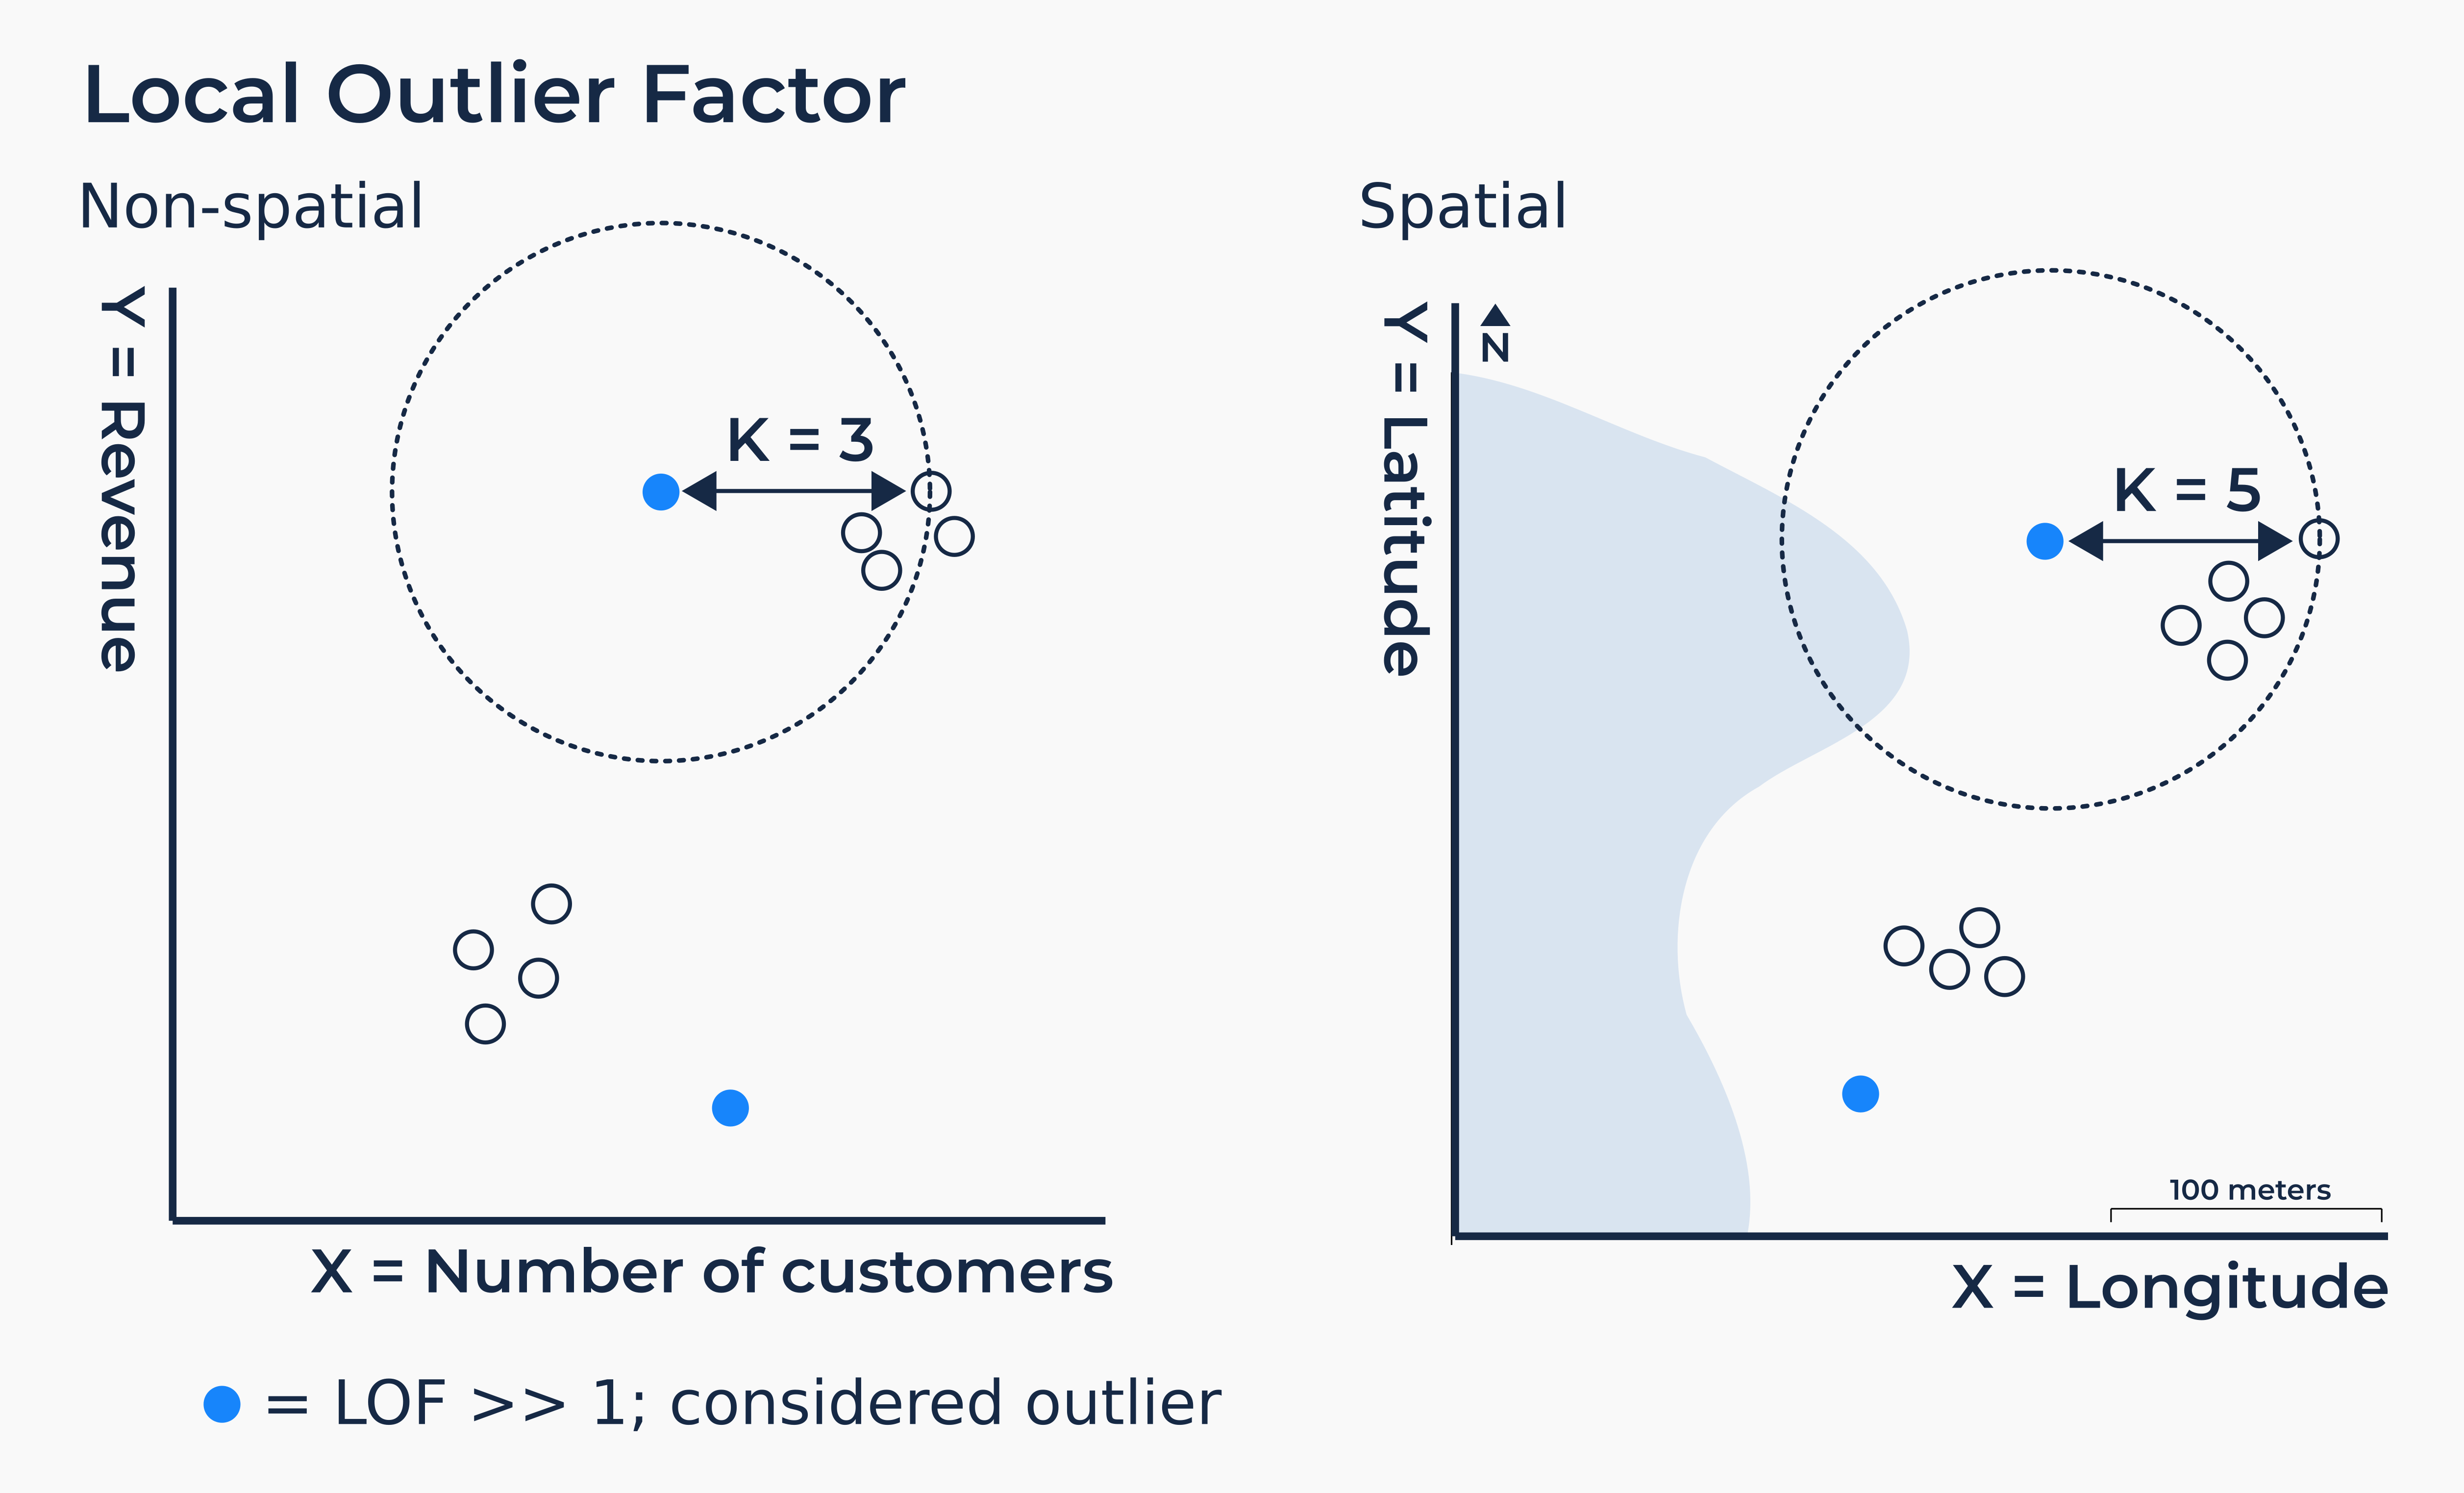 Local Outlier Factor
Non-spatial
Y = Revenue
K = 3
X = Number of customers
Spatial
N
Y = Latitude
K = 5
100 meters
X = Longitude
= LOF >> 1; considered outlier